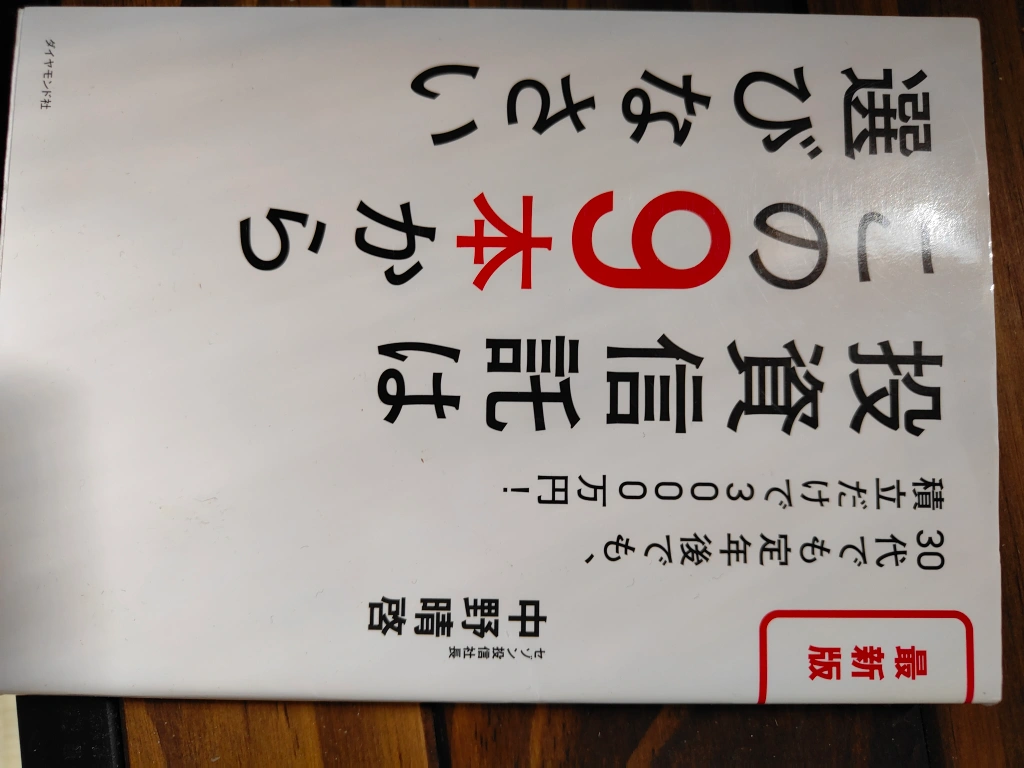 最新版
セゾン投信社長
中野晴啓
30代でも定年後でも、
積立だけで3000万円!
投資信託は
この9本から
選びなさい
ダイヤモンド社